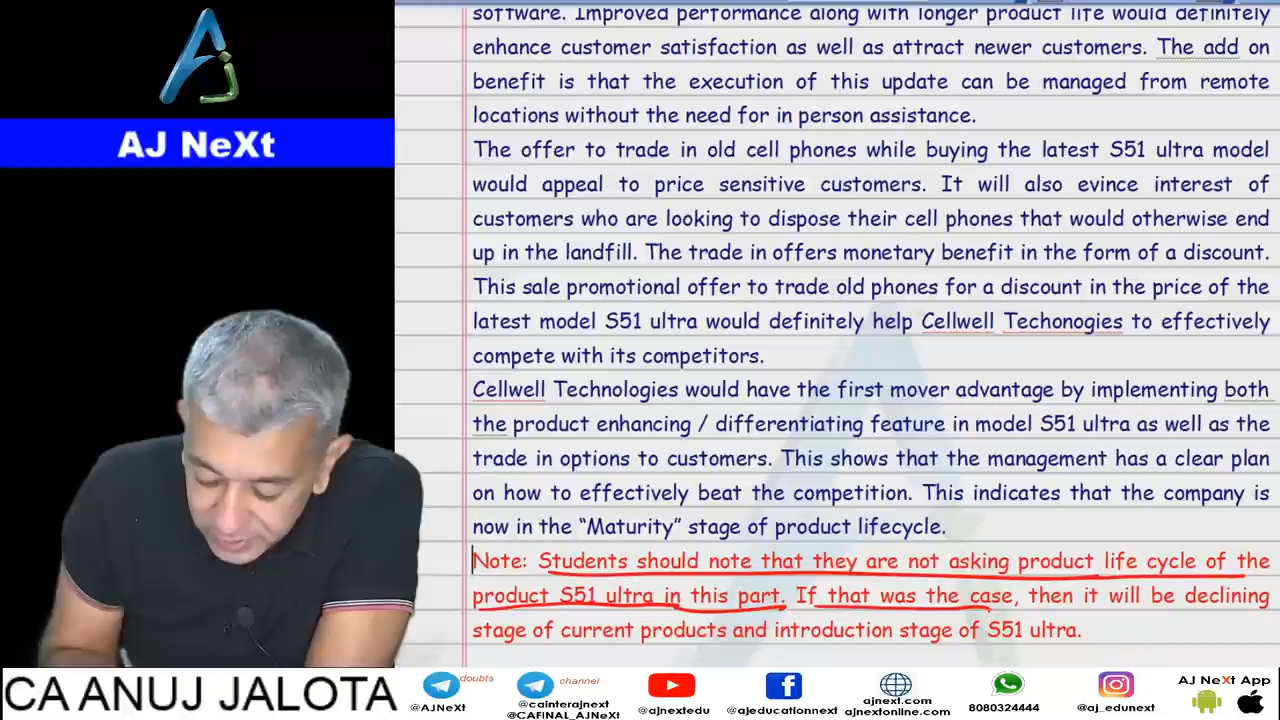 software. Improved performance along with longer product life would definitely
enhance customer satisfaction as well as attract newer customers. The add on
benefit is that the execution of this update can be managed from remote
locations without the need for in person assistance.
The offer to trade in old cell phones while buying the latest S51 ultra model
would appeal to price sensitive customers. It will also evince interest of
customers who are looking to dispose their cell phones that would otherwise end
up in the landfill. The trade in offers monetary benefit in the form of a discount.
This sale promotional offer to trade old phones for a discount in the price of the
latest model S51 ultra would definitely help Cellwell Techonogies to effectively
compete with its competitors.
Cellwell Technologies would have the first mover advantage by implementing both
the product enhancing / differentiating feature in model S51 ultra as well as the
trade in options to customers. This shows that the management has a clear plan
on how to effectively beat the competition. This indicates that the company is
now in the “Maturity” stage of product lifecycle.
Note: Students should note that they are not asking product life cycle of the
product S51 ultra in this part. If that was the case, then it will be declining
stage of current products and introduction stage of S51 ultra.
Aj
AJ NeXt
CA ANUJ JALOTA
doubts
@AJNeXt
channel
@cainterajnext
@CAFINAL_AJNeXt
@ajnextedu
@ajeducationnext
ajnext.com
ajnextonline.com
8080324444
@aj_edunext
AJ NeXt App